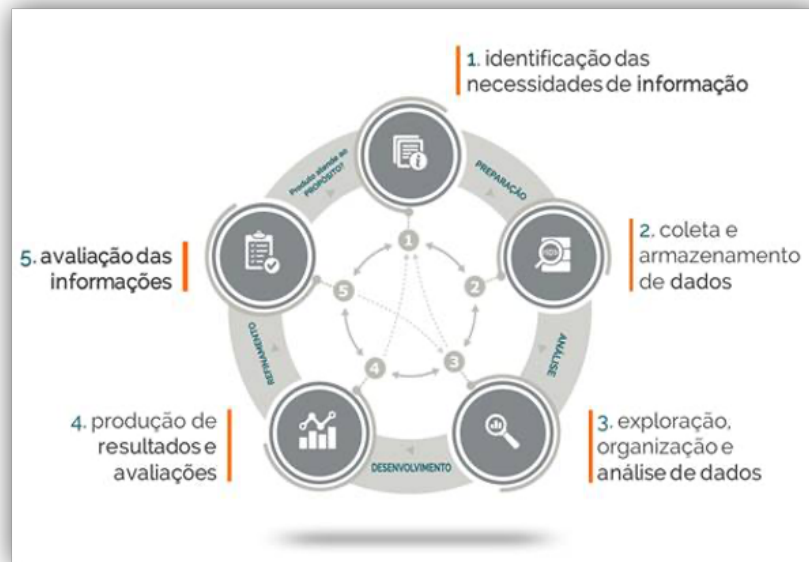 1. identificação das
necessidades de informação
Produto atende ao
PROPÓSITO?
PREPARAÇÃO
1
2
3
4
5
2. coleta e
armazenamento
de dados
5. avaliação das
informações
REFINAMENTO
ANÁLISE
4. produção de
resultados e
avaliações
DESENVOLVIMENTO
3. exploração,
organização e
análise de dados